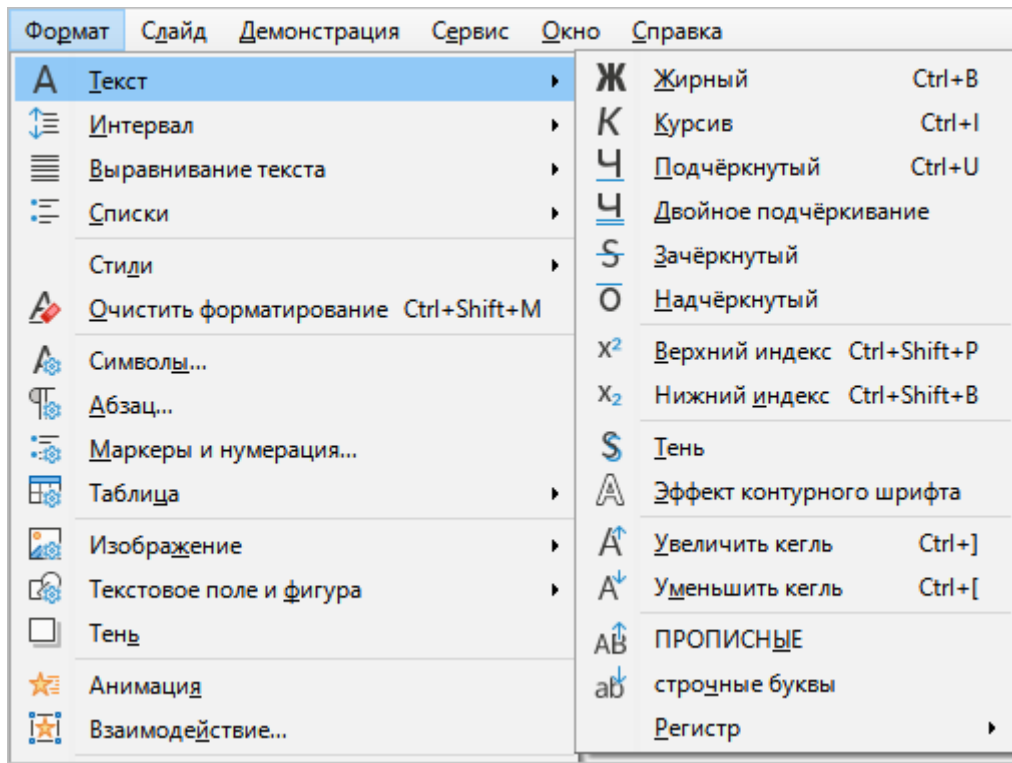 Формат Слайд Демонстрация Сервис Окно Справка
Текст
Интервал
Выравнивание текста
Списки
Стили
Очистить форматирование Ctrl+Shift+M
Символы...
Абзац...
Маркеры и нумерация...
Таблица
Изображение
Текстовое поле и фигура
Тень
Анимация
Взаимодействие...
Ж Жирный Ctrl+B
К Курсив Ctrl+I
Ч Подчёркнутый Ctrl+U
Ч Двойное подчёркивание
S Зачёркнутый
O Надчёркнутый
X² Верхний индекс Ctrl+Shift+P
X₂ Нижний индекс Ctrl+Shift+B
S Тень
A Эффект контурного шрифта
A Увеличить кегль Ctrl+]
A Уменьшить кегль Ctrl+[
AB ПРОПИСНЫЕ
ab строчные буквы
Регистр